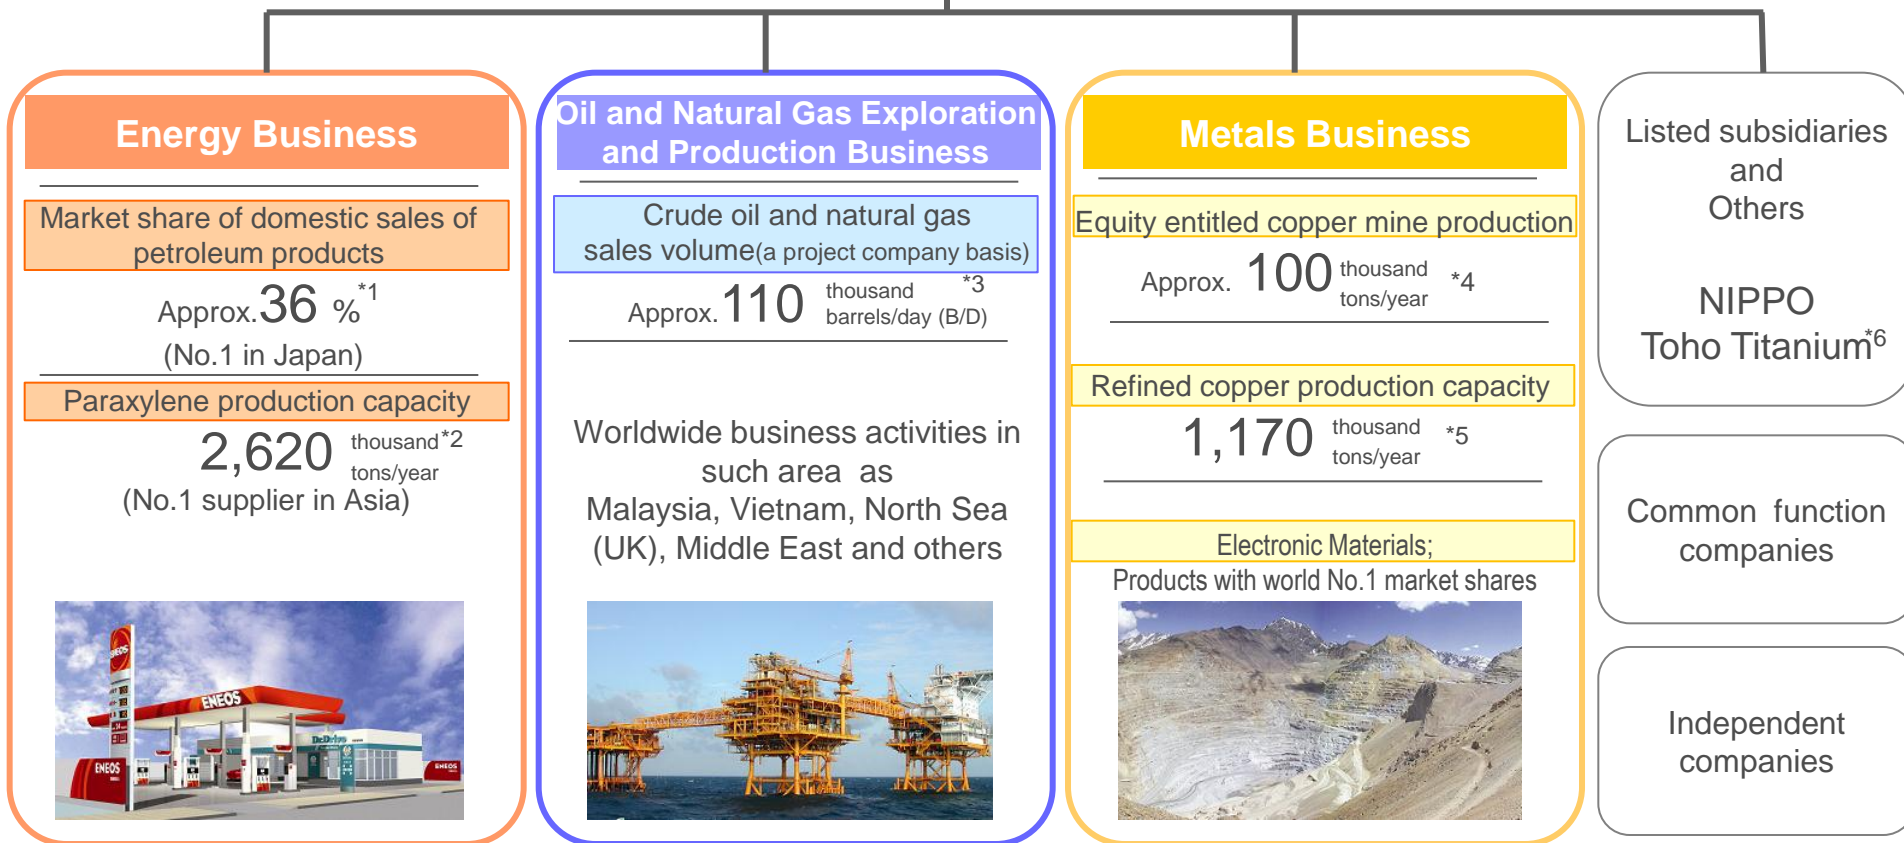 Energy Business
Market share of domestic sales of
petroleum products
Approx.36 %*1
(No.1 in Japan)
Paraxylene production capacity
2,620 thousand*2
tons/year
(No.1 supplier in Asia)
ENEOS
ENEOS
Dr.Drive
ENEOS
ENEOS
Oil and Natural Gas Exploration
and Production Business
Crude oil and natural gas
sales volume(a project company basis)
Approx.110 thousand *3
barrels/day (B/D)
Worldwide business activities in
such area as
Malaysia, Vietnam, North Sea
(UK), Middle East and others
Metals Business
Equity entitled copper mine production
Approx. 100 thousand
tons/year *4
Refined copper production capacity
1,170 thousand
tons/year *5
Electronic Materials;
Products with world No.1 market shares
Listed subsidiaries
and
Others
NIPPO
Toho Titanium*6
Common function
companies
Independent
companies